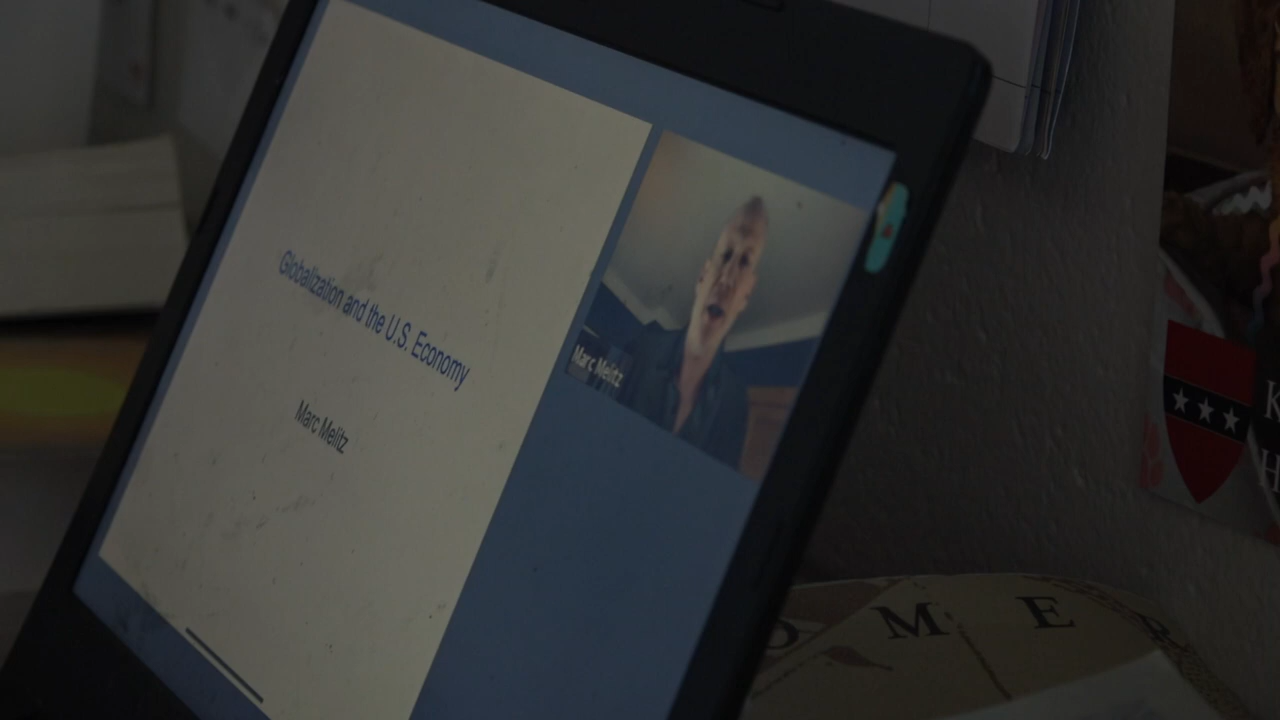 Globalization and the U.S. Economy
Marc Melitz
Marc Melitz
O M E R
K
H